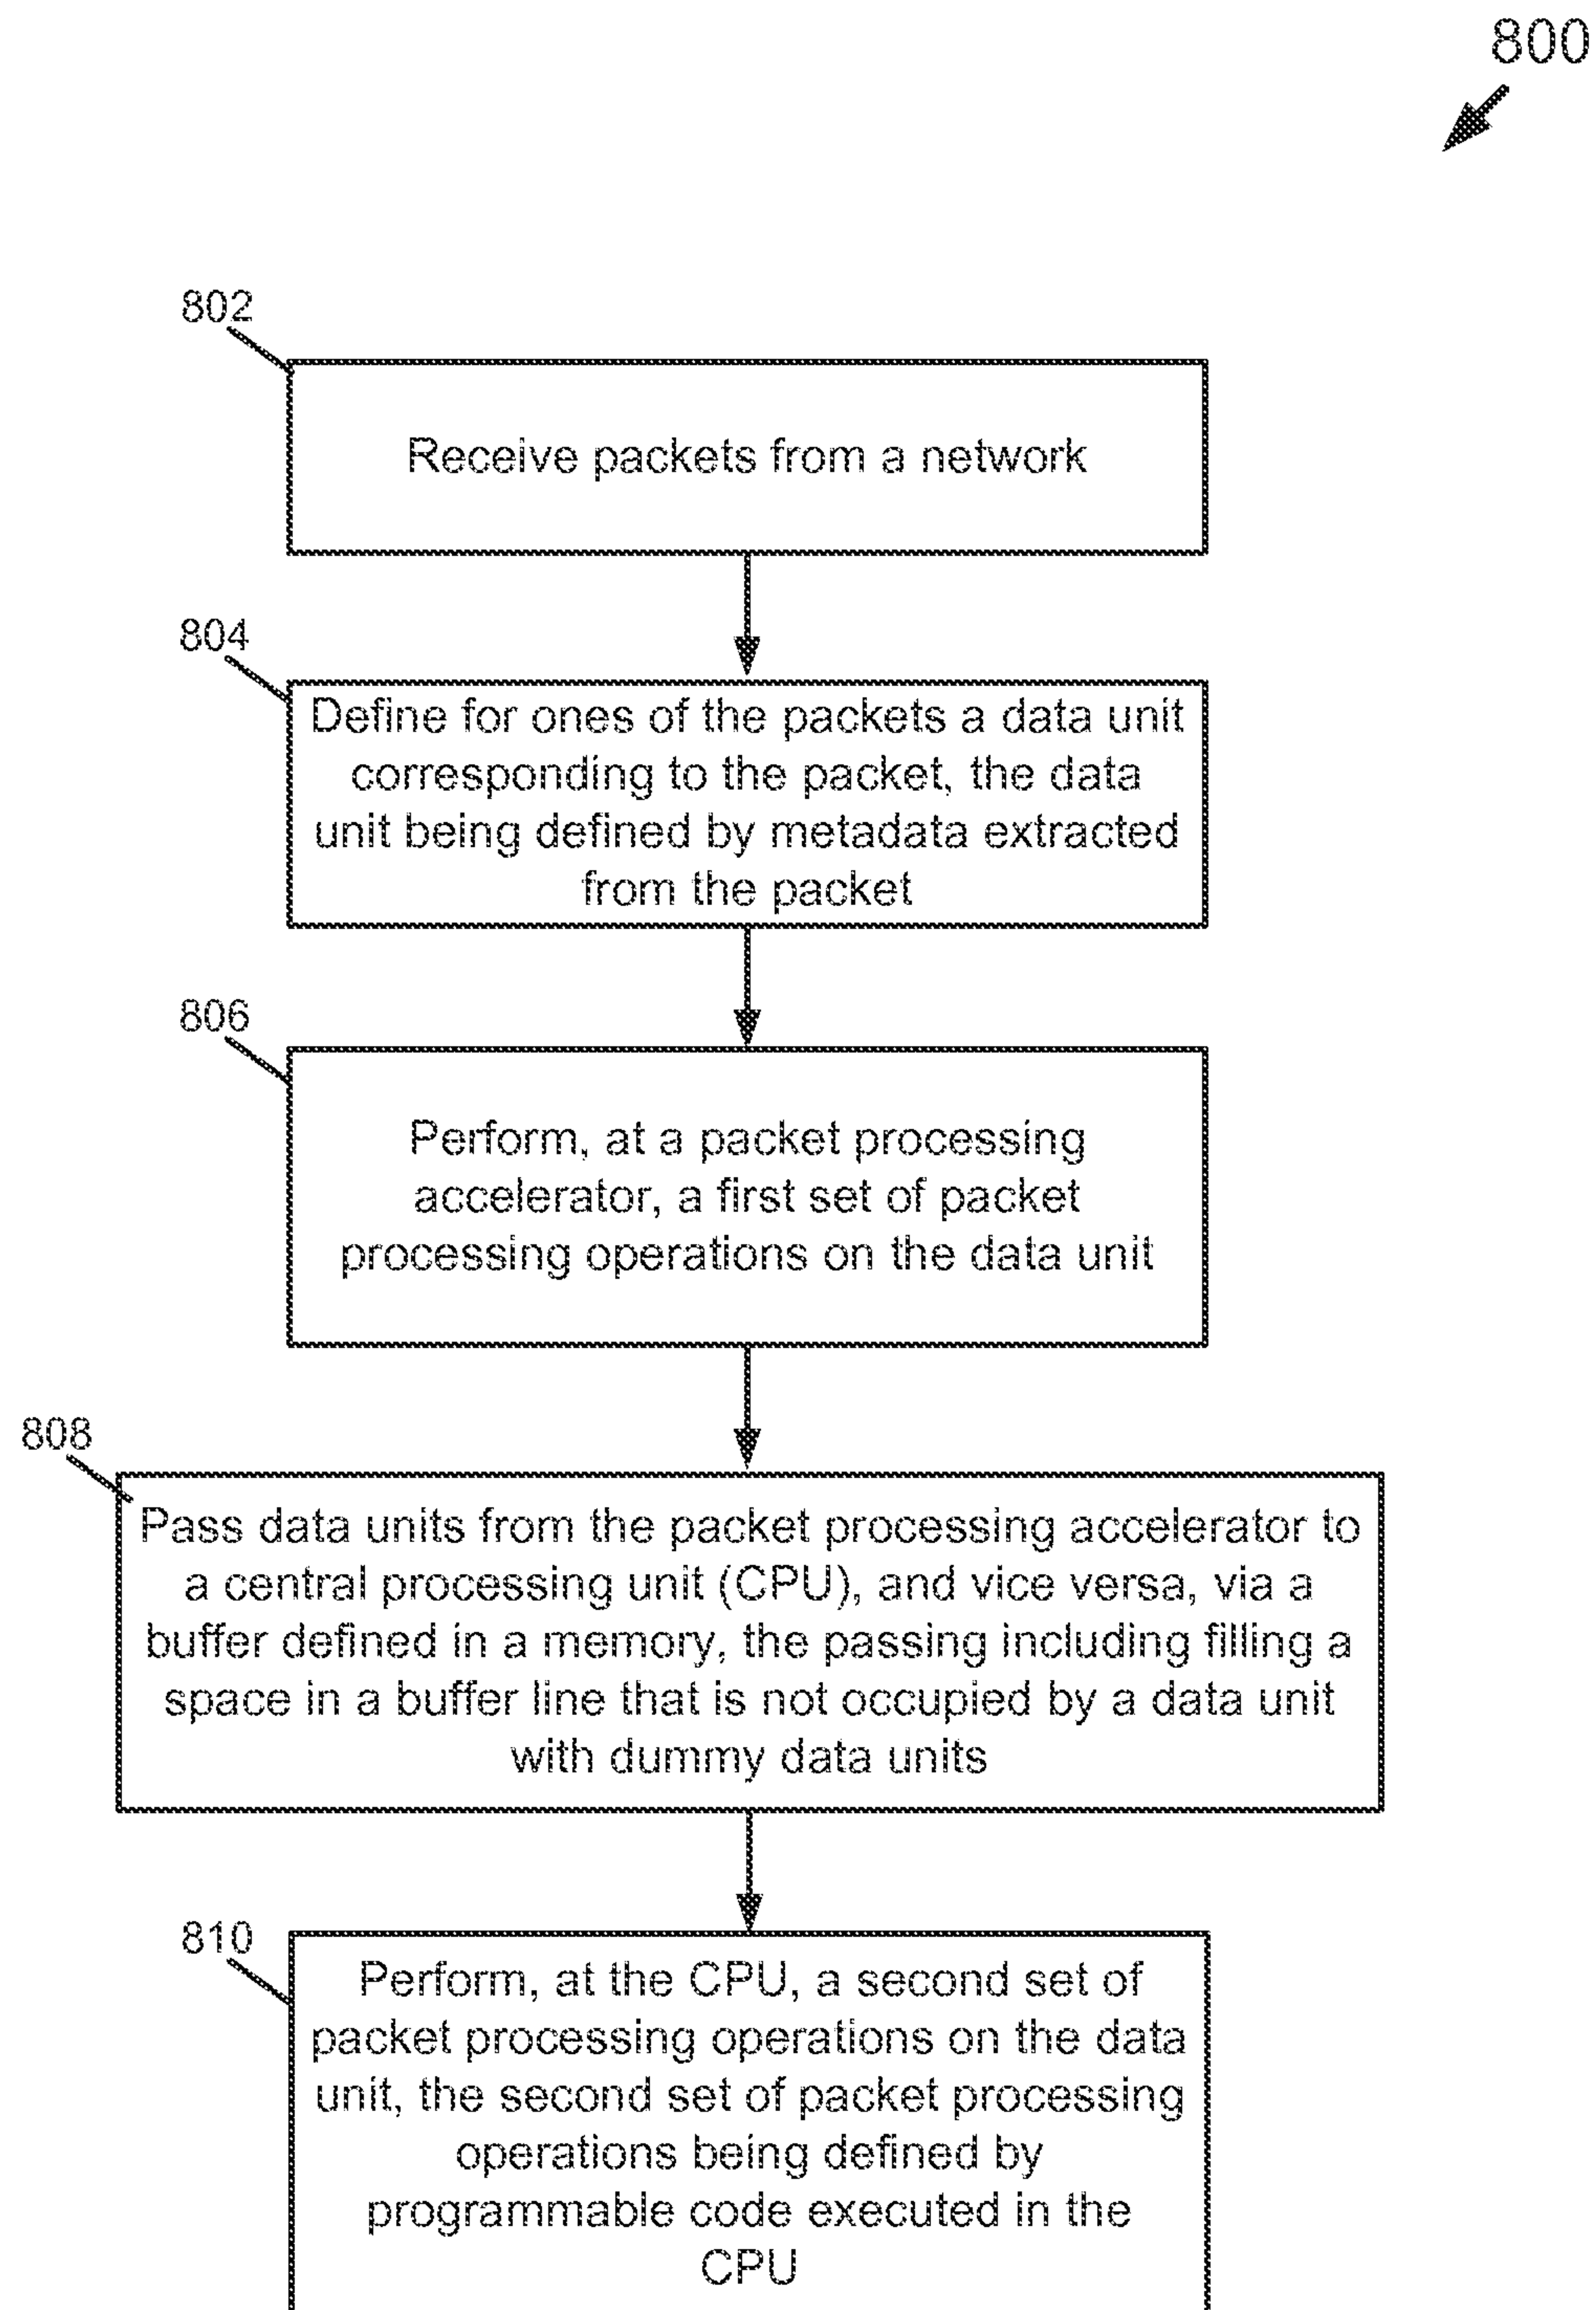 800
802
Receive packets from a network
804
Define for ones of the packets a data unit
corresponding to the packet, the data
unit being defined by metadata extracted
from the packet
806
Perform, at a packet processing
accelerator, a first set of packet
processing operations on the data unit
808
Pass data units from the packet processing accelerator to
a central processing unit (CPU), and vice versa, via a
buffer defined in a memory, the passing including filling a
space in a buffer line that is not occupied by a data unit
with dummy data units
810
Perform, at the CPU, a second set of
packet processing operations on the data
unit, the second set of packet processing
operations being defined by
programmable code executed in the
CPU